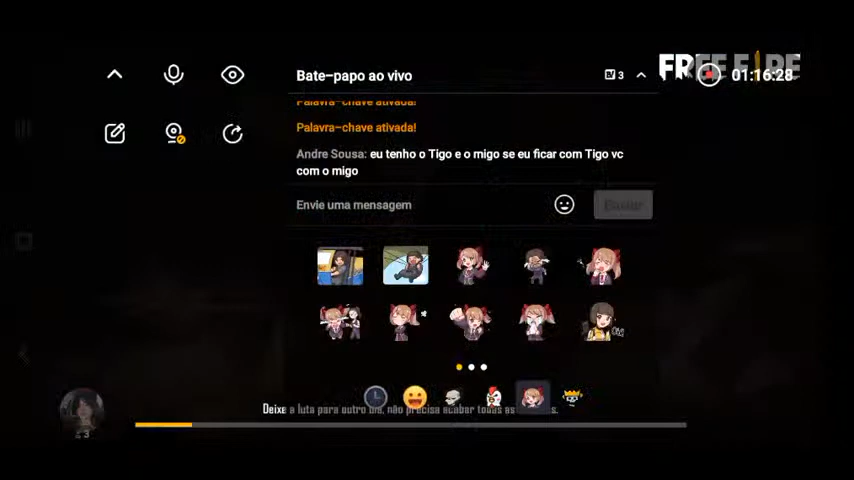 Bate-papo ao vivo
3
FREE FIRE
01:16:28
Palavra-chave ativada!
Palavra-chave ativada!
Andre Sousa: eu tenho o Tigo e o migo se eu ficar com Tigo vc
com o migo
Envie uma mensagem
Enviar
Deixe a luta para outro dia, não precisa acabar todas as
3